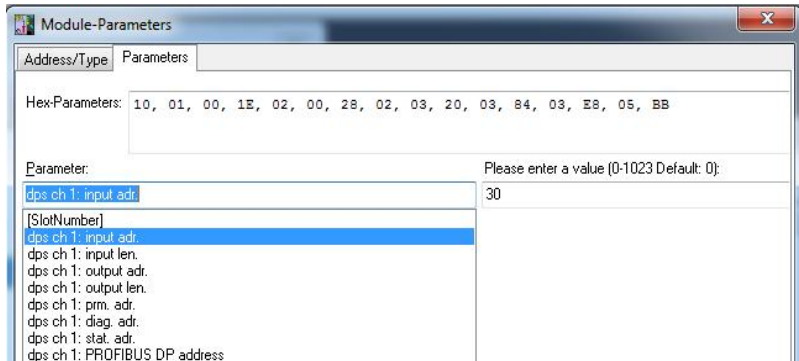 Module-Parameters
Address/Type Parameters
Hex-Parameters: 10, 01, 00, 1E, 02, 00, 28, 02, 03, 20, 03, 84, 03, E8, 05, BB
Parameter: Please enter a value (0-1023 Default: 0):
dps ch 1: input adr. 30
[SlotNumber]
dps ch 1: input adr.
dps ch 1: input len.
dps ch 1: output adr.
dps ch 1: output len.
dps ch 1: prm. adr.
dps ch 1: diag. adr.
dps ch 1: stat. adr.
dps ch 1: PROFIBUS DP address